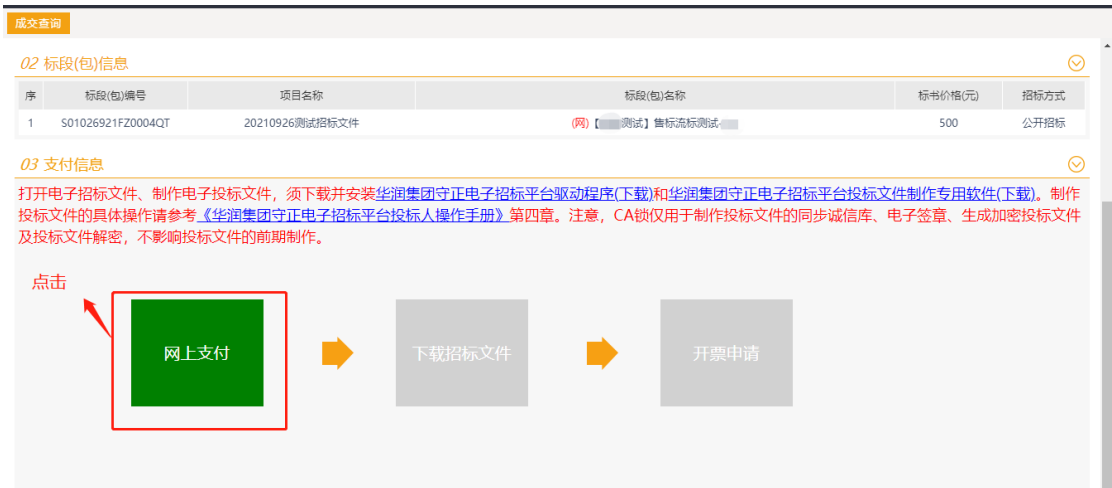 成交查询
02 标段(包)信息
序 标段(包)编号 项目名称 标段(包)名称 标书价格(元) 招标方式
1 S01026921FZ0004QT 20210926测试招标文件 (网)【 测试】售标流标测试- 500 公开招标
03 支付信息
打开电子招标文件、制作电子投标文件，须下载并安装华润集团守正电子招标平台驱动程序(下载)和华润集团守正电子招标平台投标文件制作专用软件(下载)。制作
投标文件的具体操作请参考《华润集团守正电子招标平台投标人操作手册》第四章。注意，CA锁仅用于制作投标文件的同步诚信库、电子签章、生成加密投标文件
及投标文件解密，不影响投标文件的前期制作。
点击
网上支付 下载招标文件 开票申请